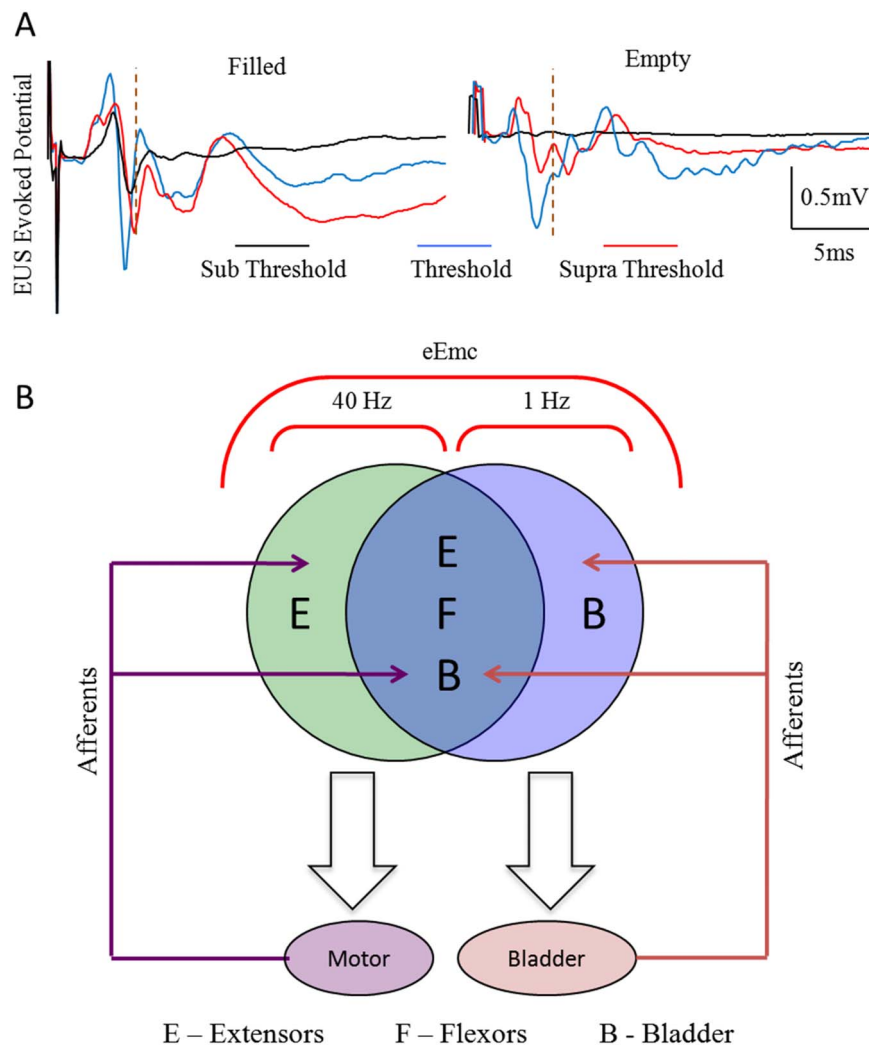 A
Filled
Empty
EUS Evoked Potential
0.5mV
5ms
Sub Threshold
Threshold
Supra Threshold
eEmc
B
40 Hz
1 Hz
E
E
F
B
B
Afferents
Afferents
Motor
Bladder
E – Extensors
F – Flexors
B - Bladder